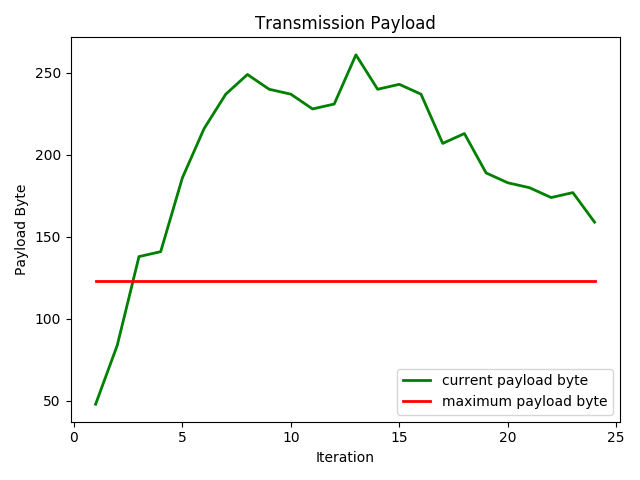 Transmission Payload
Payload Byte
250
200
150
100
50
0
5
10
15
20
25
Iteration
current payload byte
maximum payload byte